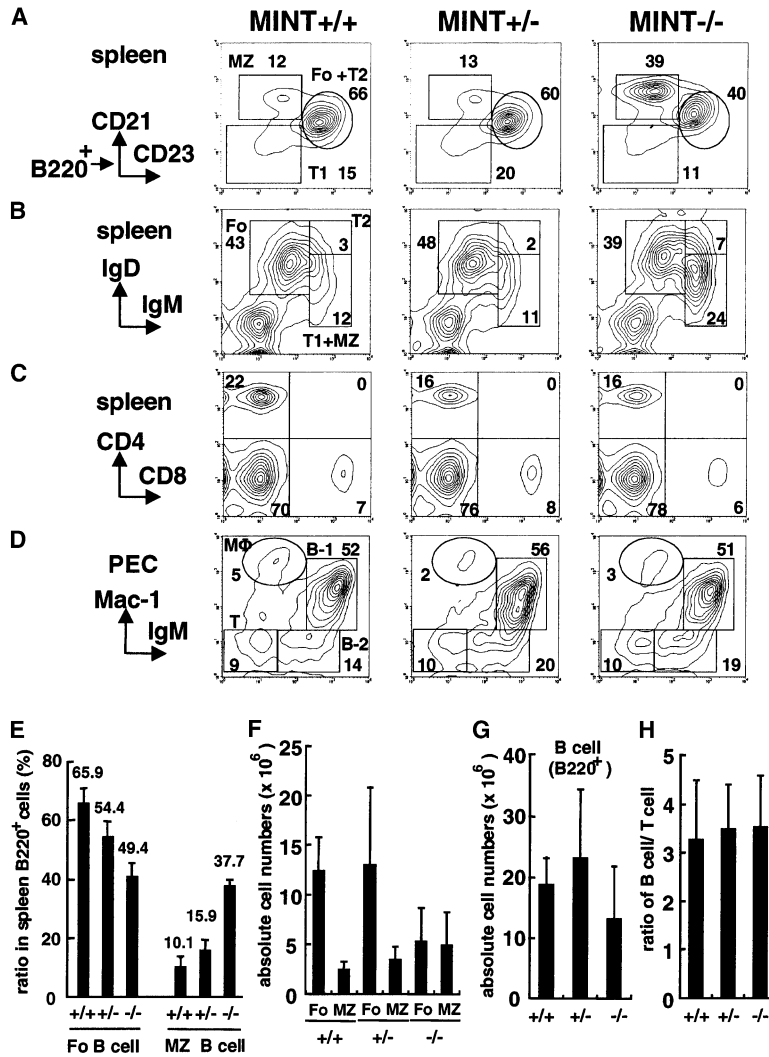 A
MINT+/+ MINT+/- MINT-/-
spleen
MZ 12 Fo +T2 66 T1 15
13 60 20
39 40 11
CD21
B220+ CD23
B
spleen
Fo 43 T2 3 12 T1+MZ
48 2 11
39 7 24
IgD
IgM
C
spleen
22 0 70 7
16 0 76 8
16 0 78 6
CD4
CD8
D
PEC
MΦ 5 B-1 52 T 9 B-2 14
2 56 10 20
3 51 10 19
Mac-1
IgM
E
ratio in spleen B220+ cells (%)
80
60
40
20
0
65.9
54.4
49.4
10.1
15.9
37.7
+/+ +/- -/- +/+ +/- -/-
Fo B cell MZ B cell
F
absolute cell numbers (x 106)
25
20
15
10
5
0
Fo MZ Fo MZ Fo MZ
+/+ +/- -/-
G
B cell
(B220+)
absolute cell numbers (x 106)
40
30
20
10
0
+/+ +/- -/-
H
ratio of B cell/ T cell
5
4
3
2
1
0
+/+ +/- -/-